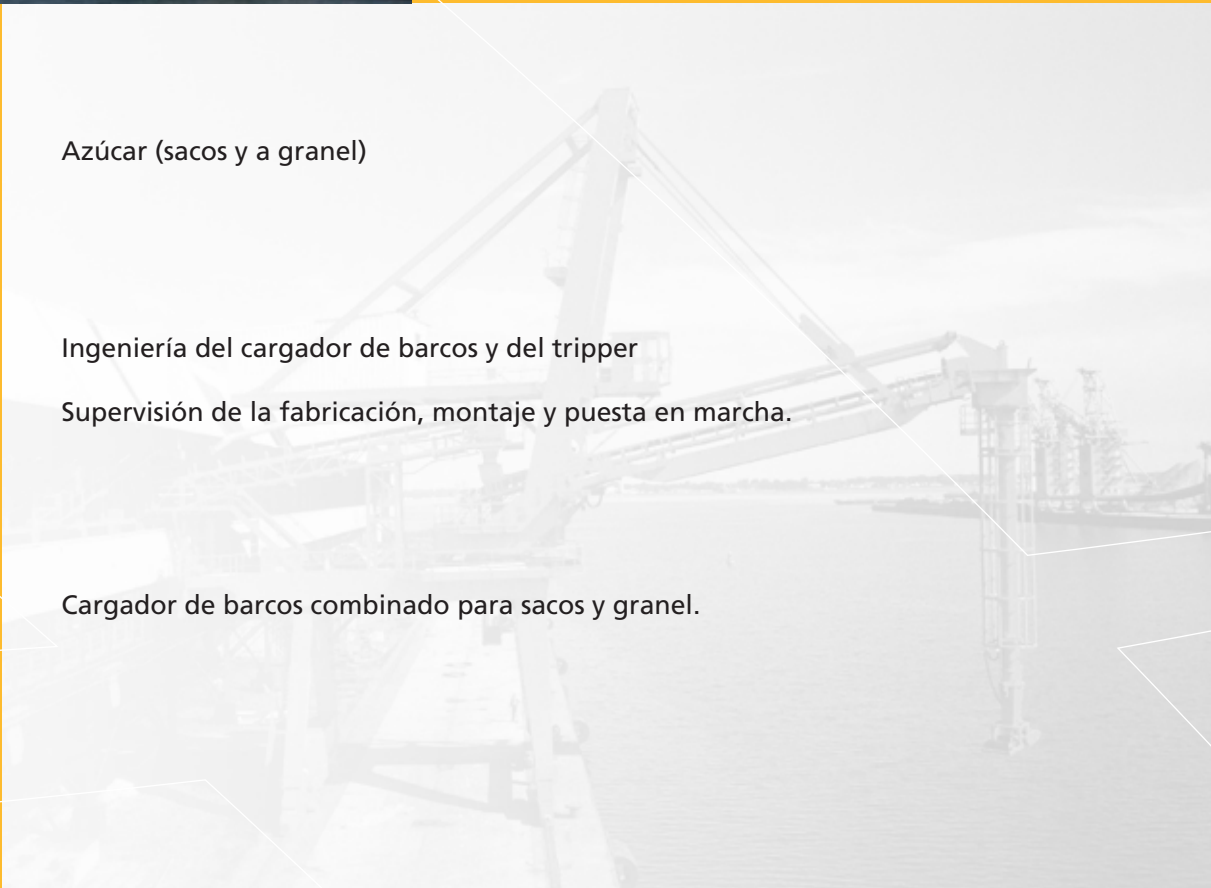 Azúcar (sacos y a granel)
Ingeniería del cargador de barcos y del tripper
Supervisión de la fabricación, montaje y puesta en marcha.
Cargador de barcos combinado para sacos y granel.